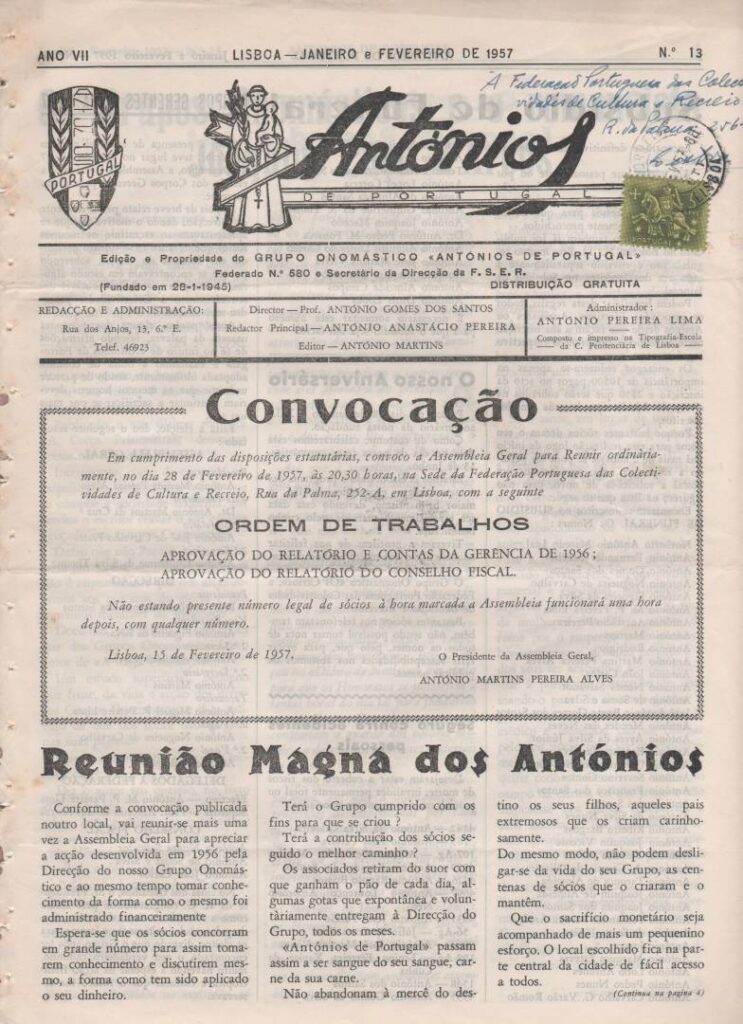 ANO VII
LISBOA — JANEIRO e FEVEREIRO DE 1957
N.º 13
A Federação Portuguesa das Colec
vidades de Cultura e Recreio
R. da Palma
Lisboa
PORTUGAL
Antónios
DE PORTUGAL
Edição e Propriedade do GRUPO ONOMÁSTICO «ANTÓNIOS DE PORTUGAL»
Federado N.º 580 e Secretário da Direcção da F. S. E. R.
(Fundado em 28-1-1945)
DISTRIBUIÇÃO GRATUITA
REDACÇÃO E ADMINISTRAÇÃO:
Rua dos Anjos, 13, 6.º E.
Telef. 46923
Director — Prof. ANTÓNIO GOMES DOS SANTOS
Redactor Principal — ANTÓNIO ANASTÁCIO PEREIRA
Editor — ANTÓNIO MARTINS
Administrador:
ANTÓNIO PEREIRA LIMA
Composto e impresso na Tipografia-Escola
da C. Penitenciária de Lisboa
Convocação
Em cumprimento das disposições estatutárias, convoco a Assembleia Geral para Reunir ordinària-
mente, no dia 28 de Fevereiro de 1957, às 20,30 horas, na Sede da Federação Portuguesa das Colecti-
vidades de Cultura e Recreio, Rua da Palma, 252-A, em Lisboa, com a seguinte
ORDEM DE TRABALHOS
APROVAÇÃO DO RELATÓRIO E CONTAS DA GERÊNCIA DE 1956;
APROVAÇÃO DO RELATÓRIO DO CONSELHO FISCAL.
Não estando presente número legal de sócios à hora marcada a Assembleia funcionará uma hora
depois, com qualquer número.
Lisboa, 15 de Fevereiro de 1957.
O Presidente da Assembleia Geral,
ANTÓNIO MARTINS PEREIRA ALVES
Reunião Magna dos Antónios
Conforme a convocação publicada
noutro local, vai reunir-se mais uma
vez a Assembleia Geral para apreciar
a acção desenvolvida em 1956 pela
Direcção do nosso Grupo Onomás-
tico e ao mesmo tempo tomar conhe-
cimento da forma como o mesmo foi
administrado financeiramente
Espera-se que os sócios concorram
em grande número para assim toma-
rem conhecimento e discutirem mes-
mo, a forma como tem sido aplicado
o seu dinheiro.
Terá o Grupo cumprido com os
fins para que se criou ?
Terá a contribuição dos sócios se-
guido o melhor caminho ?
Os associados retiram do suor com
que ganham o pão de cada dia, al-
gumas gotas que expontânea e volun-
tàriamente entregam à Direcção do
Grupo, todos os meses.
«Antónios de Portugal» passam
assim a ser sangue do seu sangue, car-
ne da sua carne.
Não abandonam à mercê do des-
tino os seus filhos, aqueles pais
extremosos que os criam carinho-
samente.
Do mesmo modo, não podem desli-
gar-se da vida do seu Grupo, as cen-
tenas de sócios que o criaram e o
mantêm.
Que o sacrifício monetário seja
acompanhado de mais um pequenino
esforço. O local escolhido fica na par-
te central da cidade de fácil acesso
a todos.
(Continua na pagina 4)